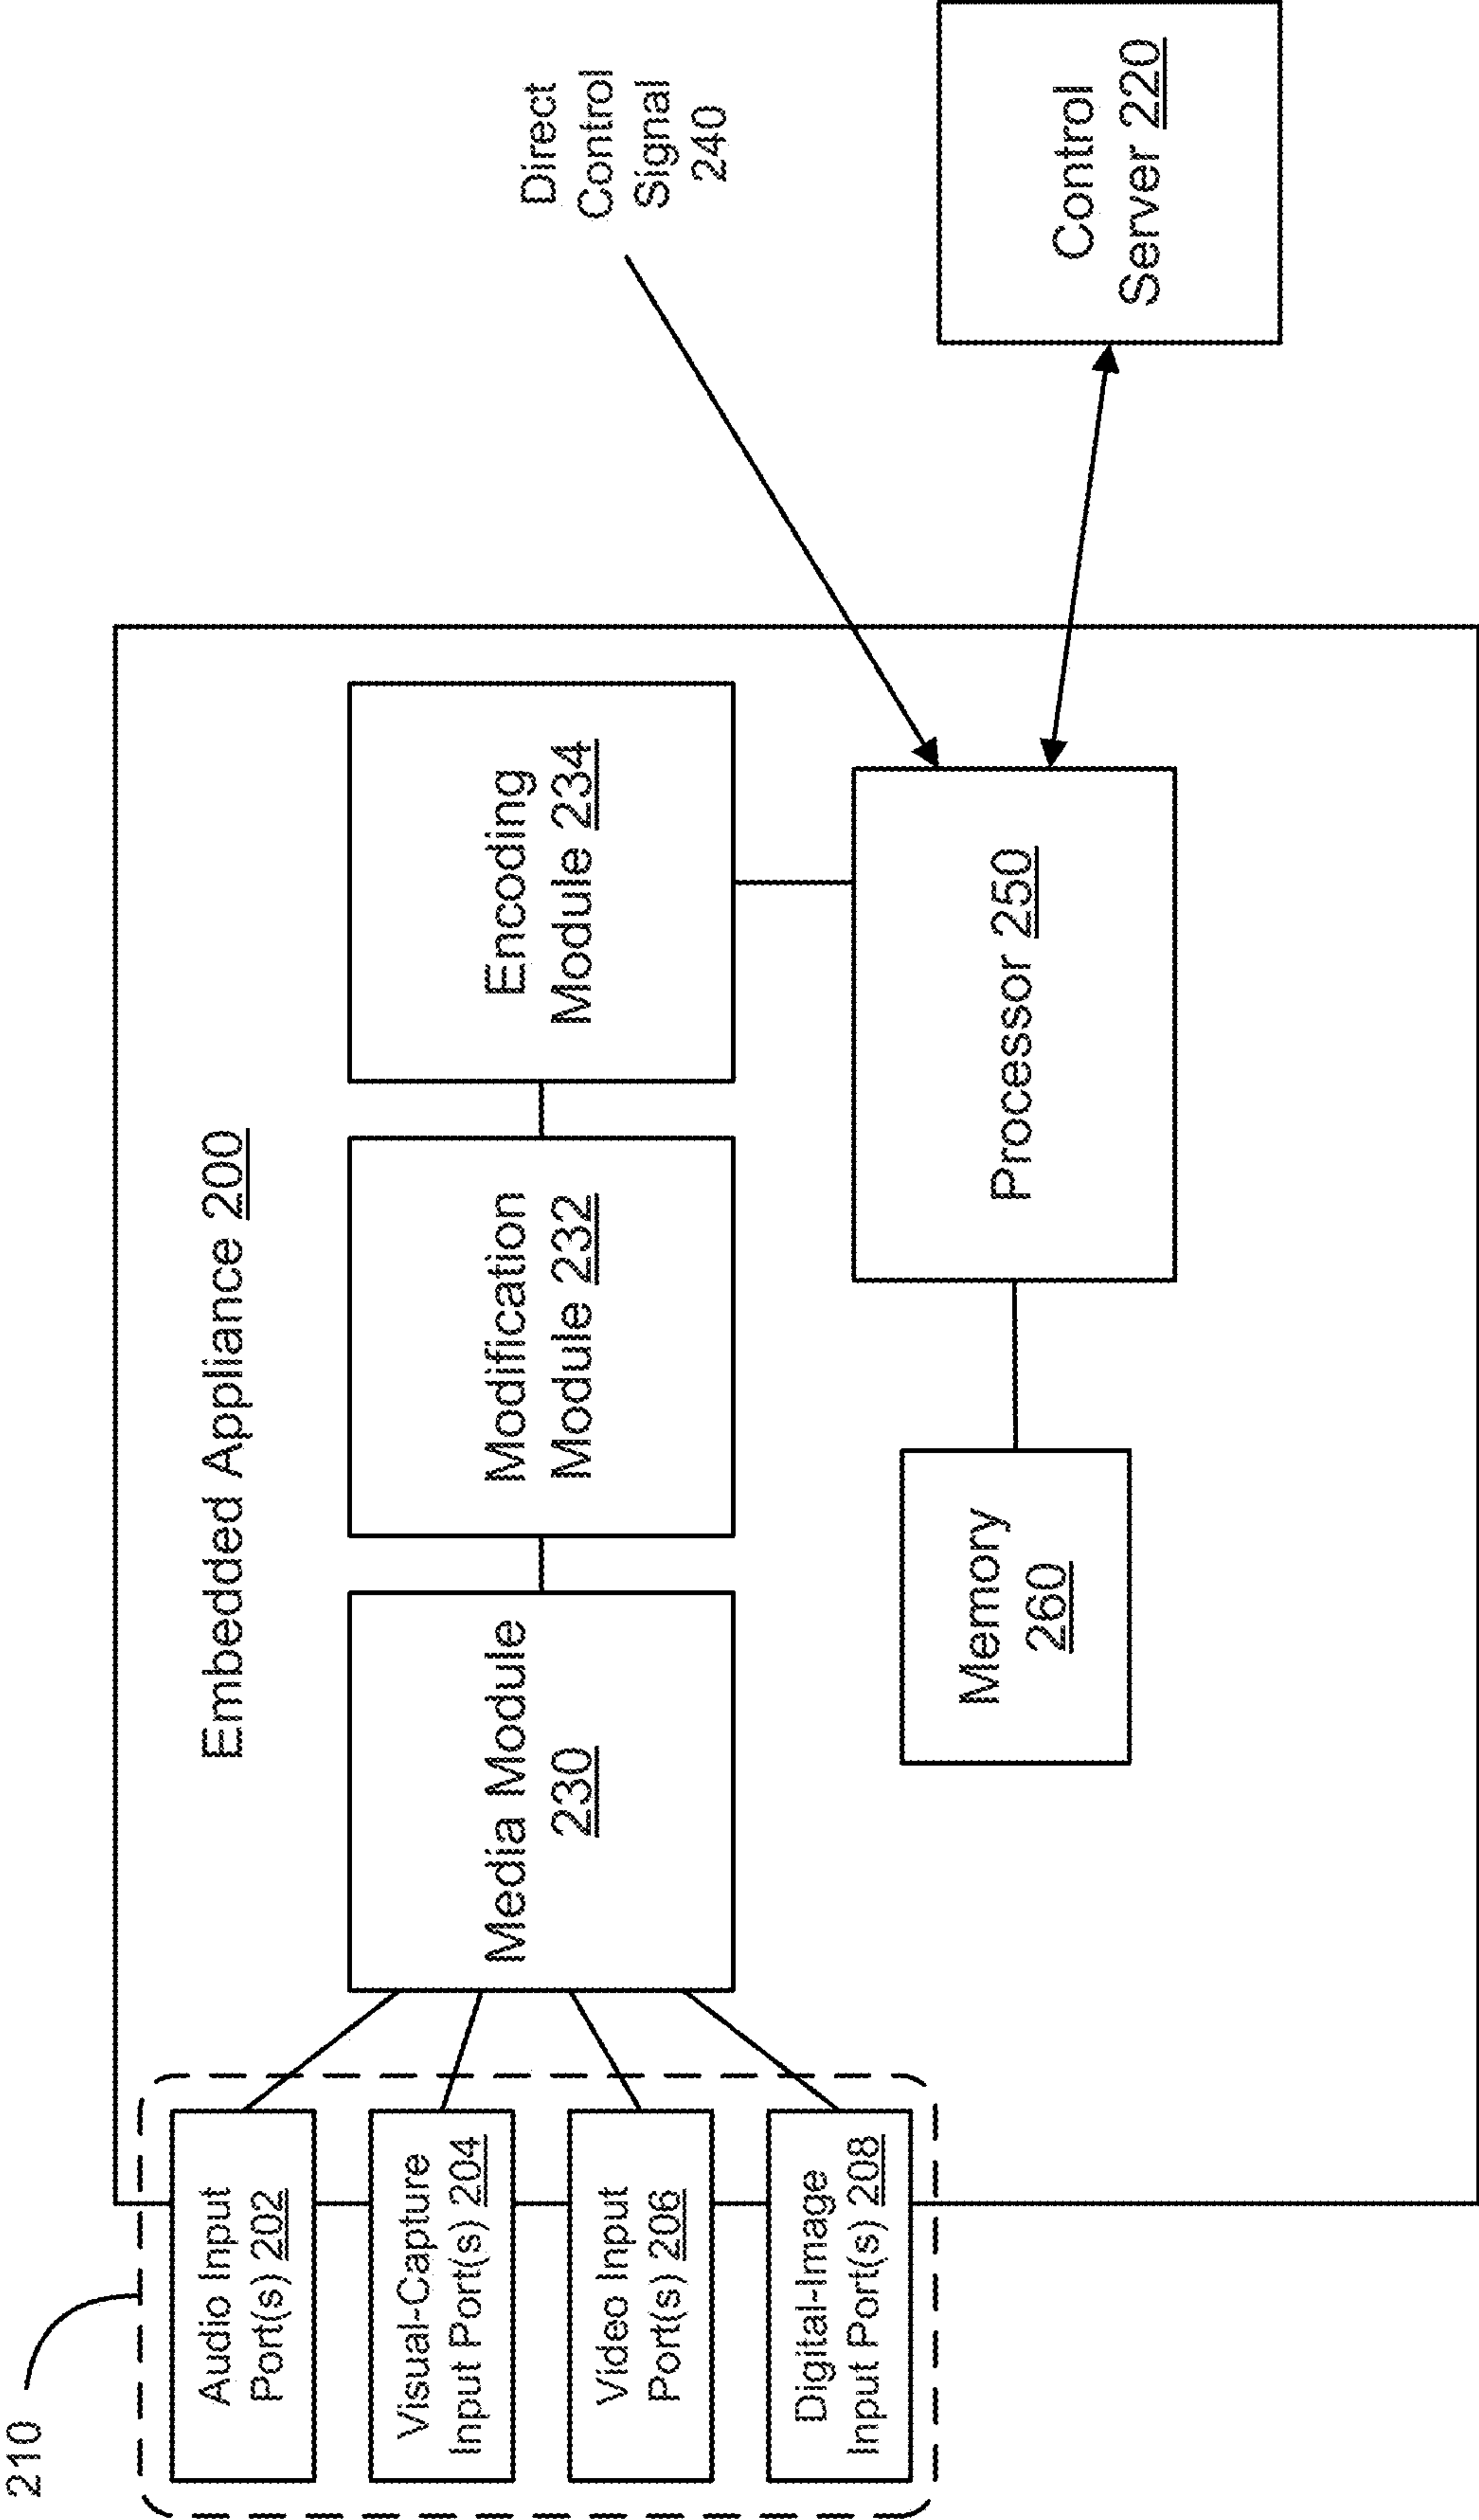 210
Audio Input
Port(s) 202
Visual-Capture
Input Port(s) 204
Video Input
Port(s) 206
Digital-Image
Input Port(s) 208
Embedded Appliance 200
Media Module
230
Modification
Module 232
Encoding
Module 234
Memory
260
Processor 250
Direct
Control
Signal
240
Control
Server 220